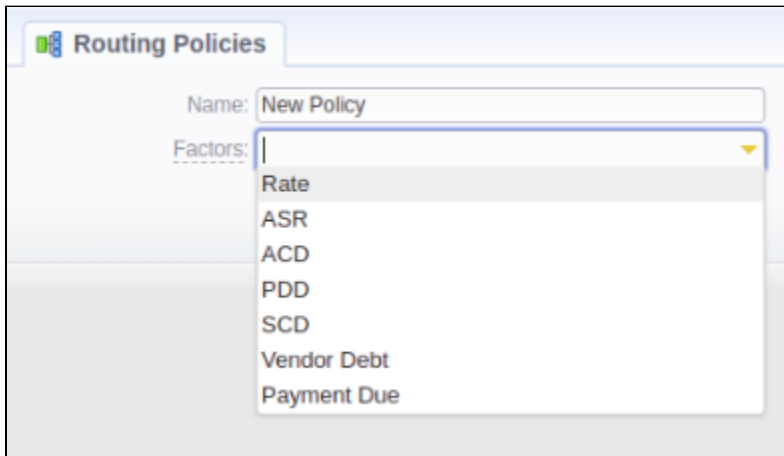 Routing Policies
Name: New Policy
Factors:
Rate
ASR
ACD
PDD
SCD
Vendor Debt
Payment Due